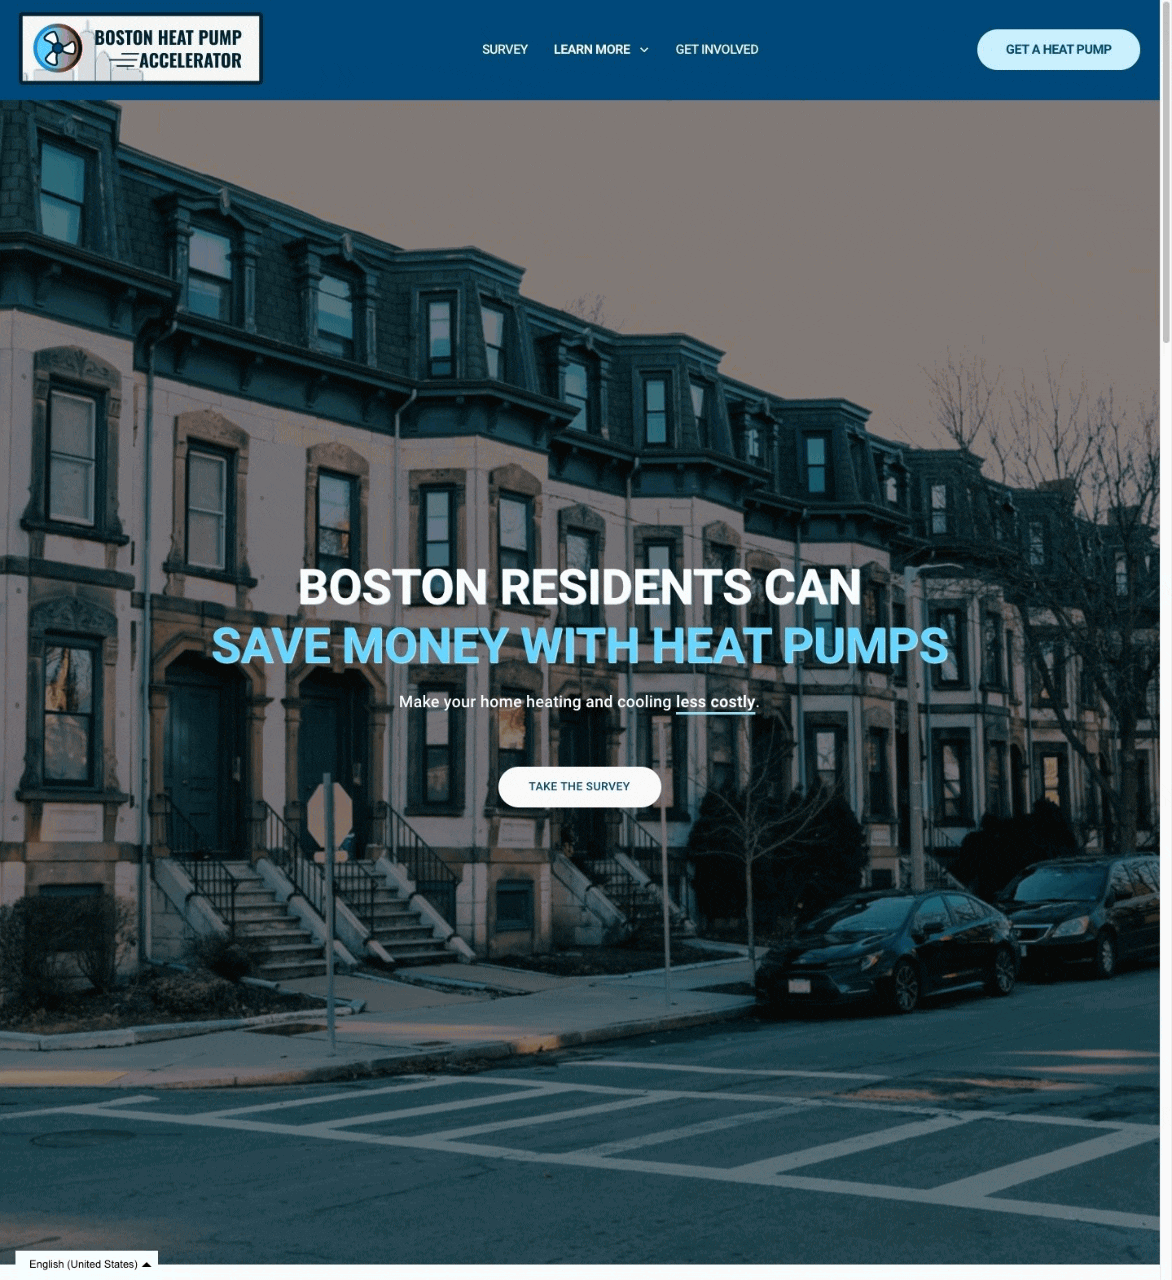 BOSTON HEAT PUMP
ACCELERATOR
SURVEY
LEARN MORE
GET INVOLVED
GET A HEAT PUMP
BOSTON RESIDENTS CAN
SAVE MONEY WITH HEAT PUMPS
Make your home heating and cooling less costly.
TAKE THE SURVEY
English (United States)